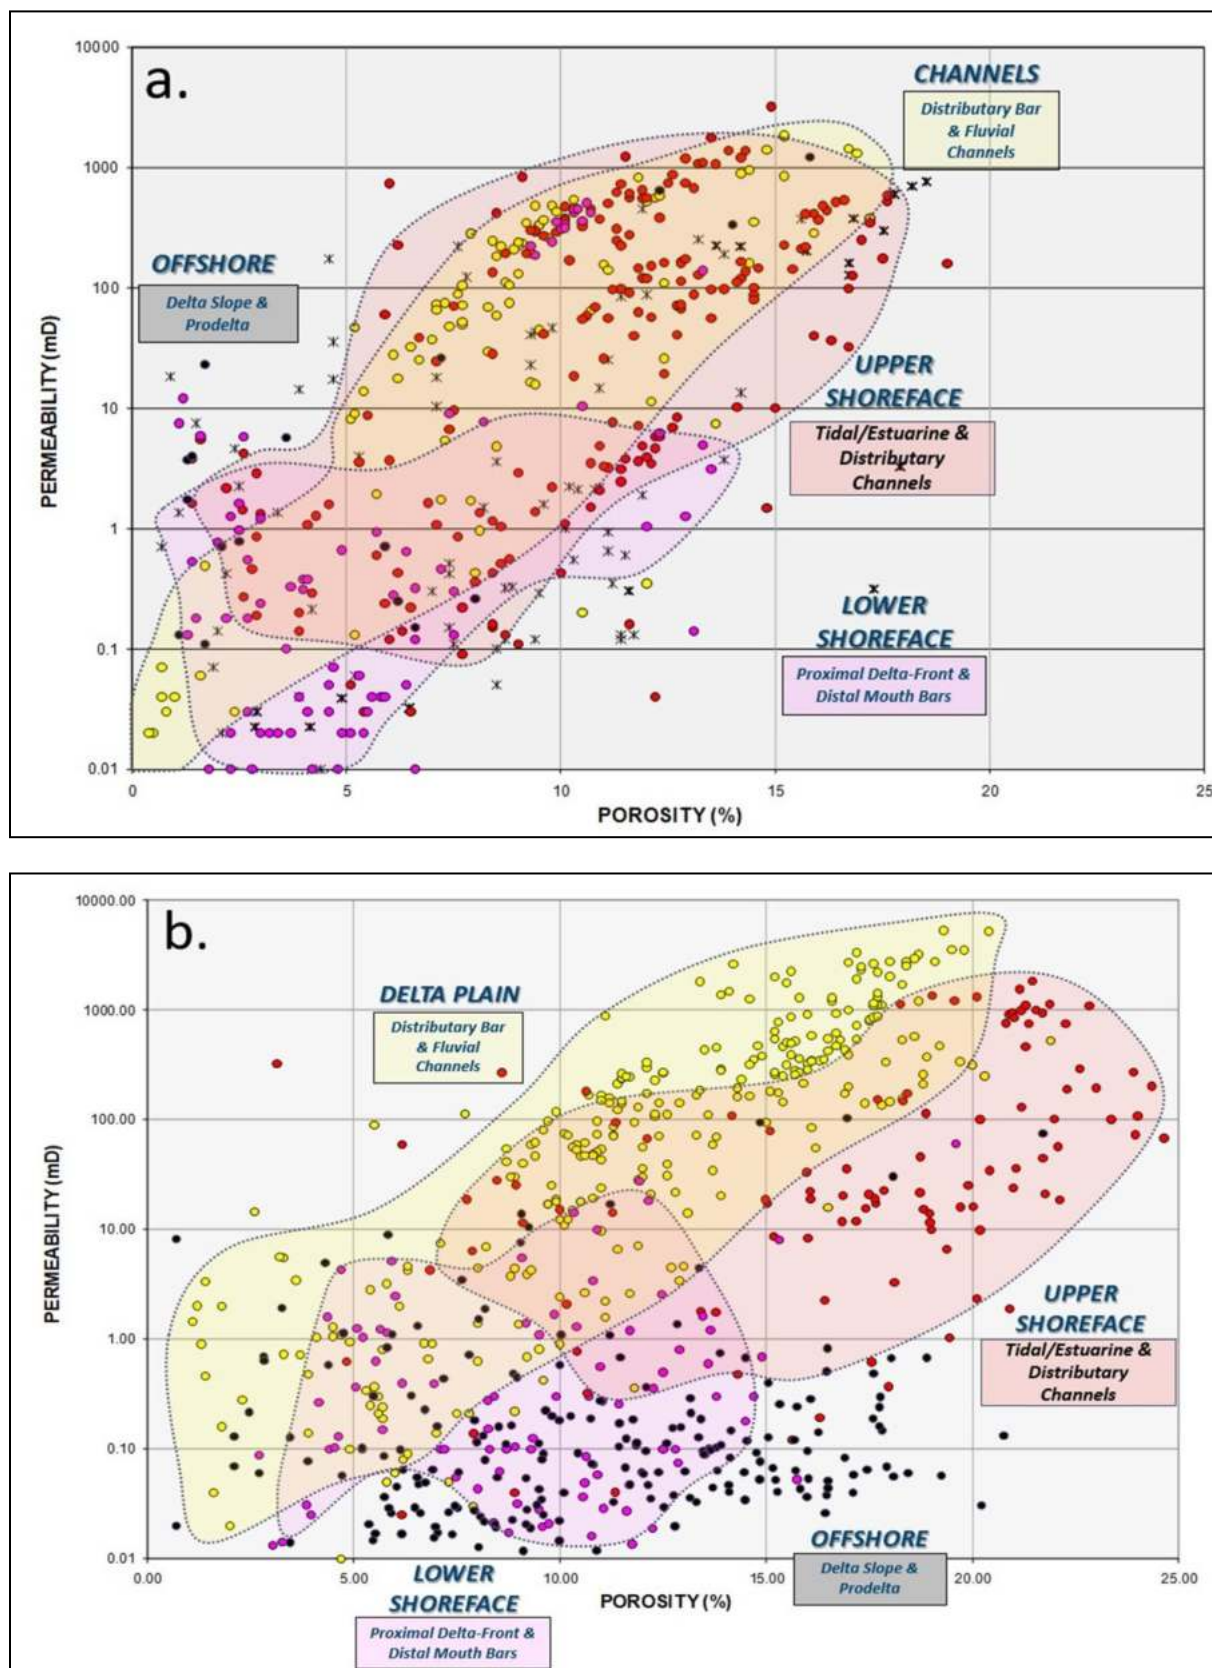 a.
CHANNELS
Distributary Bar
& Fluvial
Channels
OFFSHORE
Delta Slope &
Prodelta
UPPER
SHOREFACE
Tidal/Estuarine &
Distributary
Channels
LOWER
SHOREFACE
Proximal Delta-Front &
Distal Mouth Bars
PERMEABILITY (mD)
10000
1000
100
10
1
0.1
0.01
0 5 10 15 20 25
POROSITY (%)
b.
DELTA PLAIN
Distributary Bar
& Fluvial
Channels
UPPER
SHOREFACE
Tidal/Estuarine &
Distributary
Channels
PERMEABILITY (mD)
10000.00
1000.00
100.00
10.00
1.00
0.10
0.01
0.00 5.00 10.00 15.00 20.00 25.00
POROSITY (%)
OFFSHORE
Delta Slope &
Prodelta
LOWER
SHOREFACE
Proximal Delta-Front &
Distal Mouth Bars